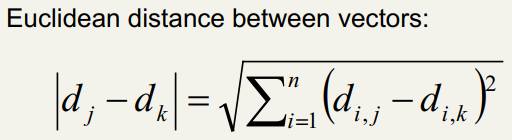 Euclidean distance between vectors:
|d_j − d_k| = √(∑_{i=1}^{n} (d_{i,j} − d_{i,k})^2)